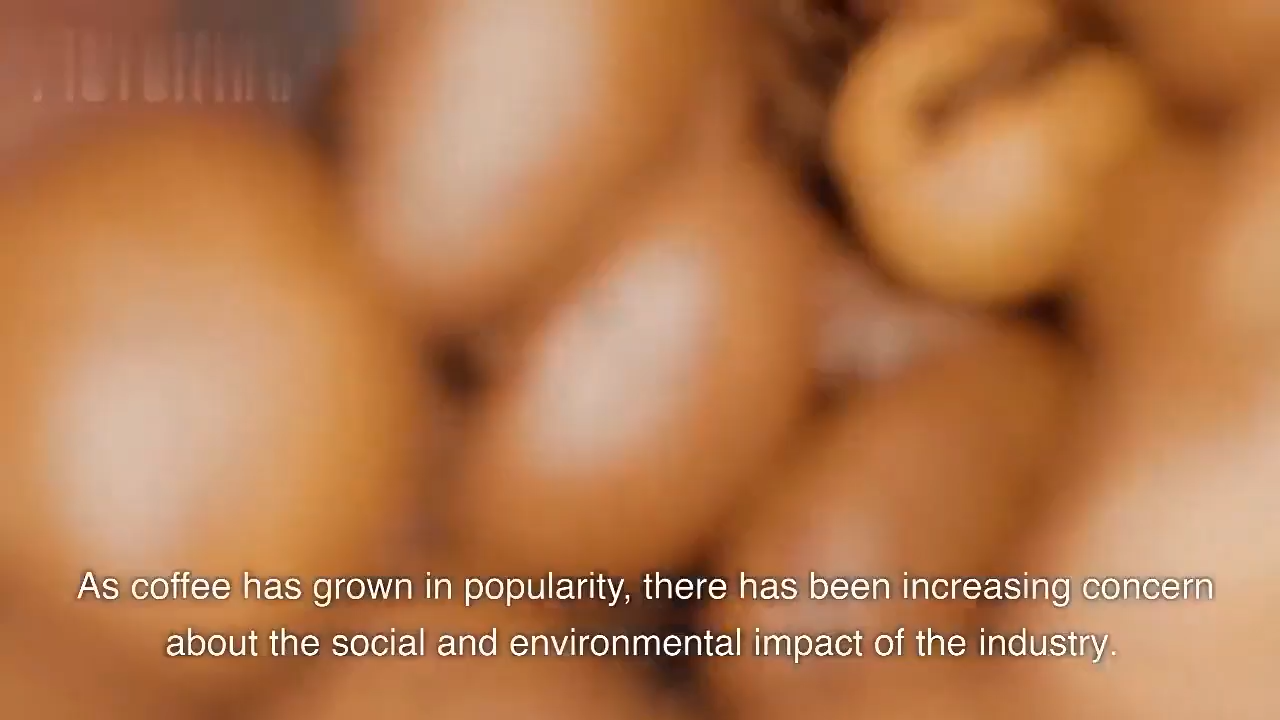 As coffee has grown in popularity, there has been increasing concern
about the social and environmental impact of the industry.